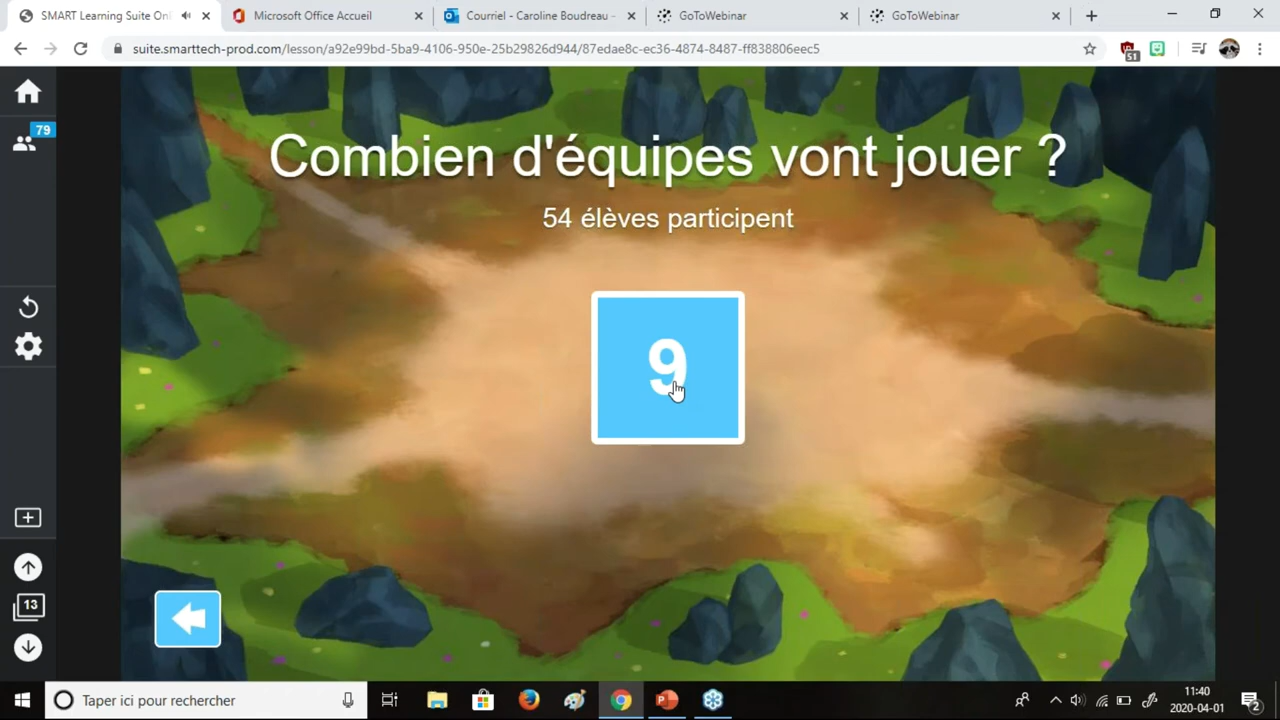 SMART Learning Suite Onl
Microsoft Office Accueil
Courriel - Caroline Boudreau -
GoToWebinar
GoToWebinar
suite.smarttech-prod.com/lesson/a92e99bd-5ba9-4106-950e-25b29826d944/87edae8c-ec36-4874-8487-ff838806eec5
51
79
Combien d'équipes vont jouer ?
54 élèves participent
9
13
Taper ici pour rechercher
11:40
2020-04-01
2